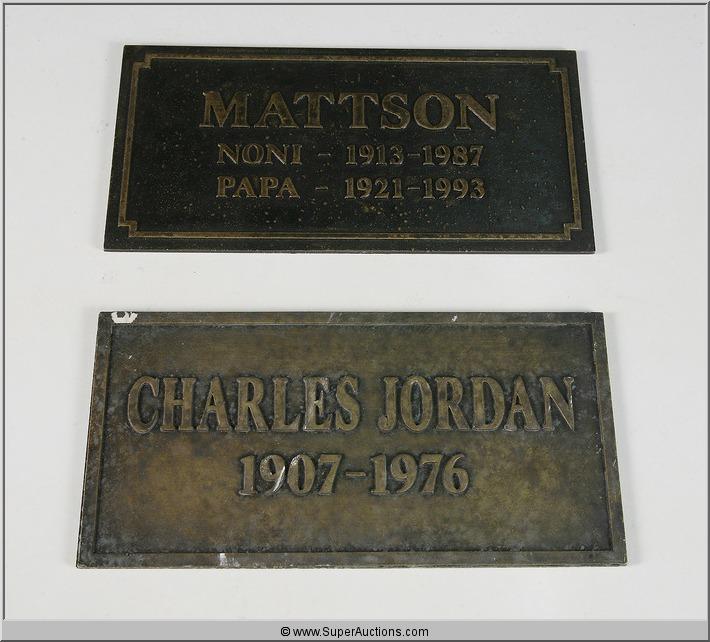 MATTSON
NONI - 1913-1987
PAPA - 1921-1993
CHARLES JORDAN
1907-1976
© www.SuperAuctions.com